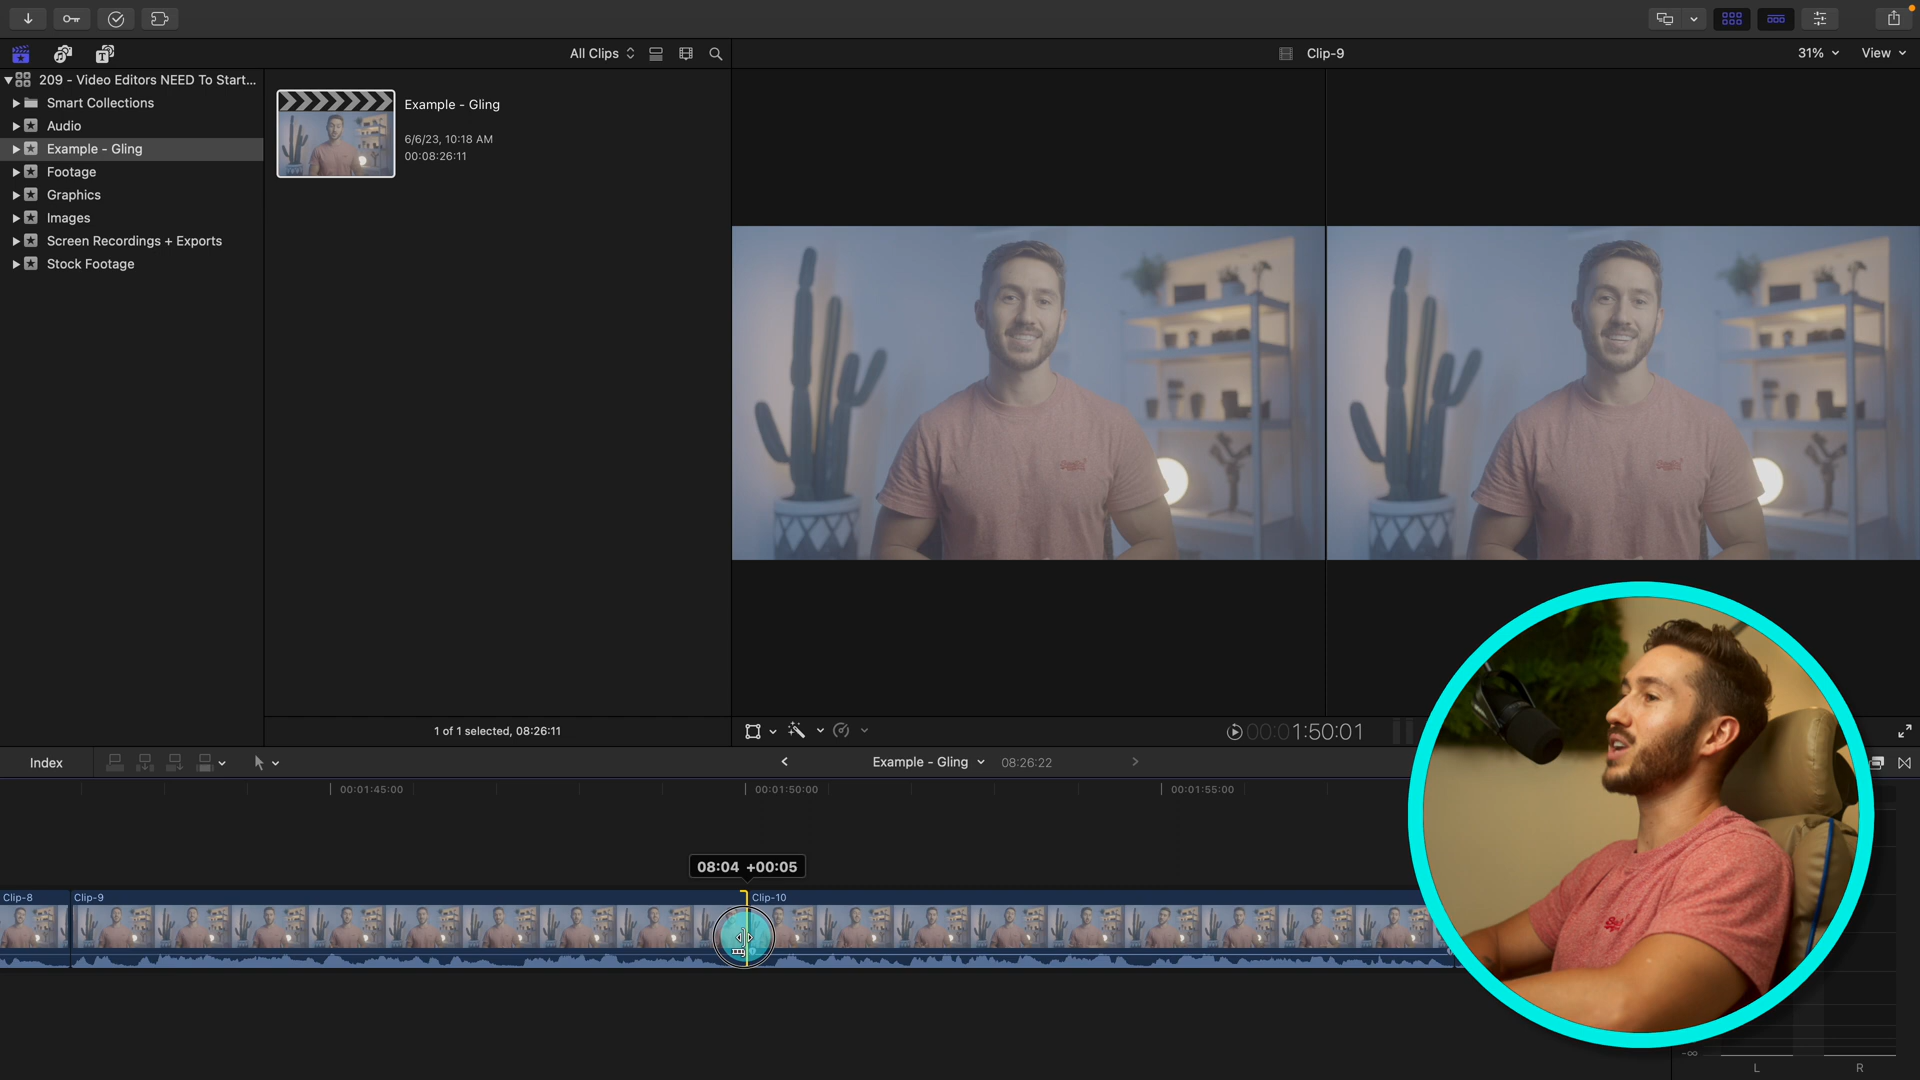 All Clips
Clip-9
31%
View
209 - Video Editors NEED To Start...
Smart Collections
Audio
Example - Gling
Footage
Graphics
Images
Screen Recordings + Exports
Stock Footage
Example - Gling
6/6/23, 10:18 AM
00:08:26:11
1 of 1 selected, 08:26:11
00:01:50:01
Index
Example - Gling
08:26:22
00:01:45:00
00:01:50:00
00:01:55:00
08:04 +00:05
Clip-8
Clip-9
Clip-10
-∞
L
R